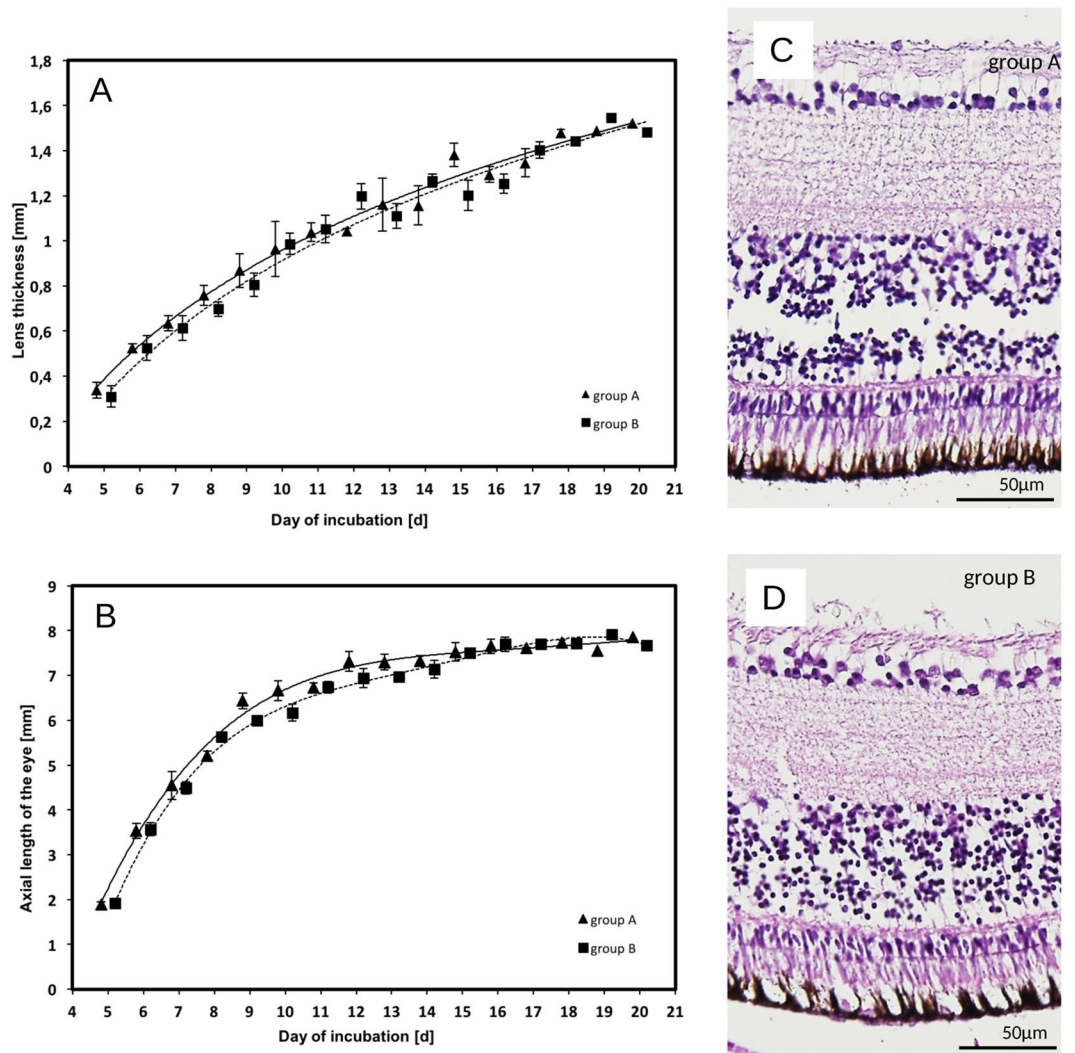 A
1,8
1,6
1,4
1,2
1
0,8
0,6
0,4
0,2
0
Lens thickness [mm]
group A
group B
4 5 6 7 8 9 10 11 12 13 14 15 16 17 18 19 20 21
Day of incubation [d]
C
group A
50µm
B
9
8
7
6
5
4
3
2
1
0
Axial length of the eye [mm]
group A
group B
4 5 6 7 8 9 10 11 12 13 14 15 16 17 18 19 20 21
Day of incubation [d]
D
group B
50µm